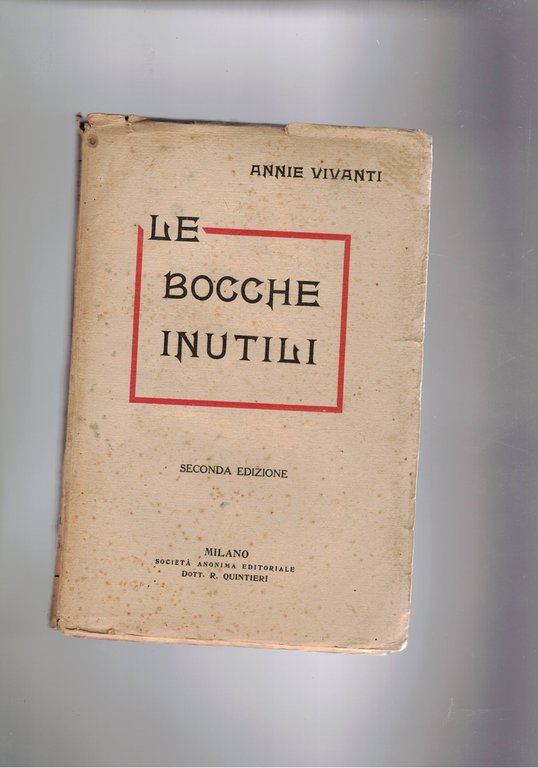 ANNIE VIVANTI
LE
BOCCHE
INUTILI
SECONDA EDIZIONE
MILANO
SOCIETÀ ANONIMA EDITORIALE
DOTT. R. QUINTIERI